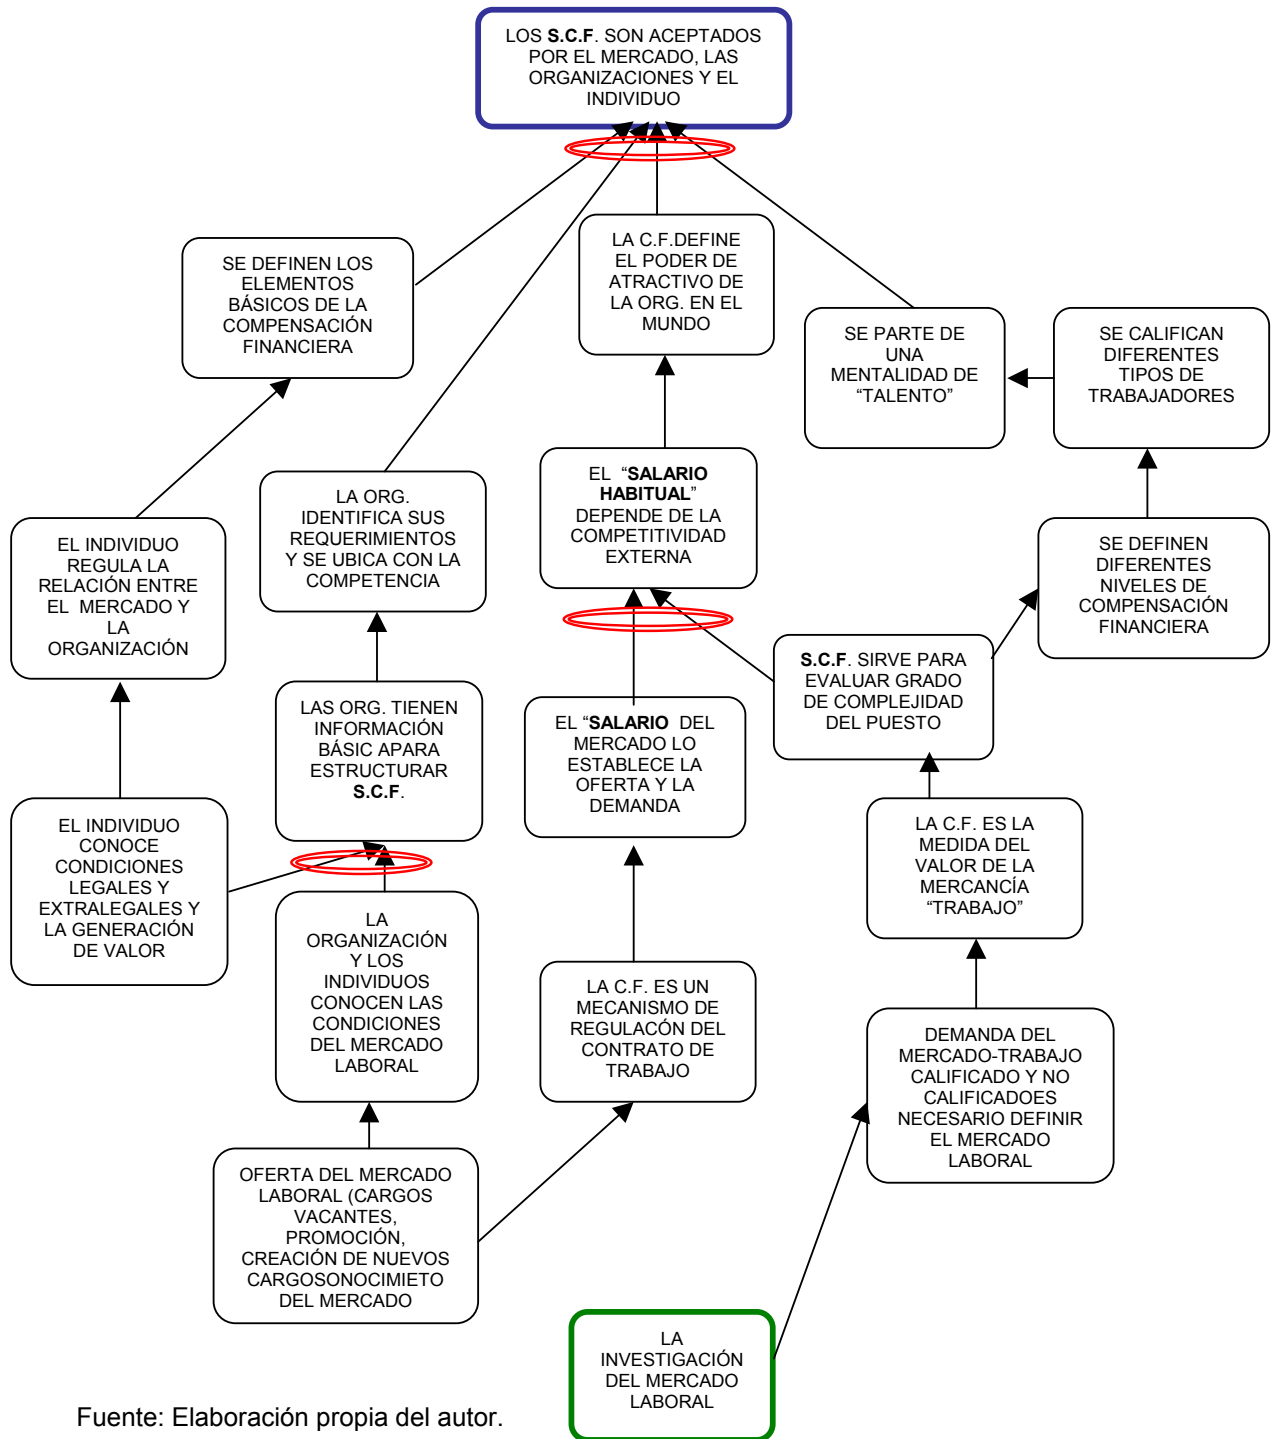 LOS S.C.F. SON ACEPTADOS
POR EL MERCADO, LAS
ORGANIZACIONES Y EL
INDIVIDUO
LA C.F.DEFINE
EL PODER DE
ATRACTIVO DE
LA ORG. EN EL
MUNDO
SE DEFINEN LOS
ELEMENTOS
BÁSICOS DE LA
COMPENSACIÓN
FINANCIERA
SE PARTE DE
UNA
MENTALIDAD DE
“TALENTO”
SE CALIFICAN
DIFERENTES
TIPOS DE
TRABAJADORES
EL “SALARIO
HABITUAL”
DEPENDE DE LA
COMPETITIVIDAD
EXTERNA
LA ORG.
IDENTIFICA SUS
REQUERIMIENTOS
Y SE UBICA CON LA
COMPETENCIA
EL INDIVIDUO
REGULA LA
RELACIÓN ENTRE
EL MERCADO Y
LA
ORGANIZACIÓN
SE DEFINEN
DIFERENTES
NIVELES DE
COMPENSACIÓN
FINANCIERA
S.C.F. SIRVE PARA
EVALUAR GRADO
DE COMPLEJIDAD
DEL PUESTO
LAS ORG. TIENEN
INFORMACIÓN
BÁSIC APARA
ESTRUCTURAR
S.C.F.
EL “SALARIO DEL
MERCADO LO
ESTABLECE LA
OFERTA Y LA
DEMANDA
EL INDIVIDUO
CONOCE
CONDICIONES
LEGALES Y
EXTRALEGALES Y
LA GENERACIÓN
DE VALOR
LA C.F. ES LA
MEDIDA DEL
VALOR DE LA
MERCANCÍA
“TRABAJO”
LA
ORGANIZACIÓN
Y LOS
INDIVIDUOS
CONOCEN LAS
CONDICIONES
DEL MERCADO
LABORAL
LA C.F. ES UN
MECANISMO DE
REGULACÓN DEL
CONTRATO DE
TRABAJO
DEMANDA DEL
MERCADO-TRABAJO
CALIFICADO Y NO
CALIFICADOES
NECESARIO DEFINIR
EL MERCADO
LABORAL
OFERTA DEL MERCADO
LABORAL (CARGOS
VACANTES,
PROMOCIÓN,
CREACIÓN DE NUEVOS
CARGOSONOCIMIETO
DEL MERCADO
LA
INVESTIGACIÓN
DEL MERCADO
LABORAL
Fuente: Elaboración propia del autor.